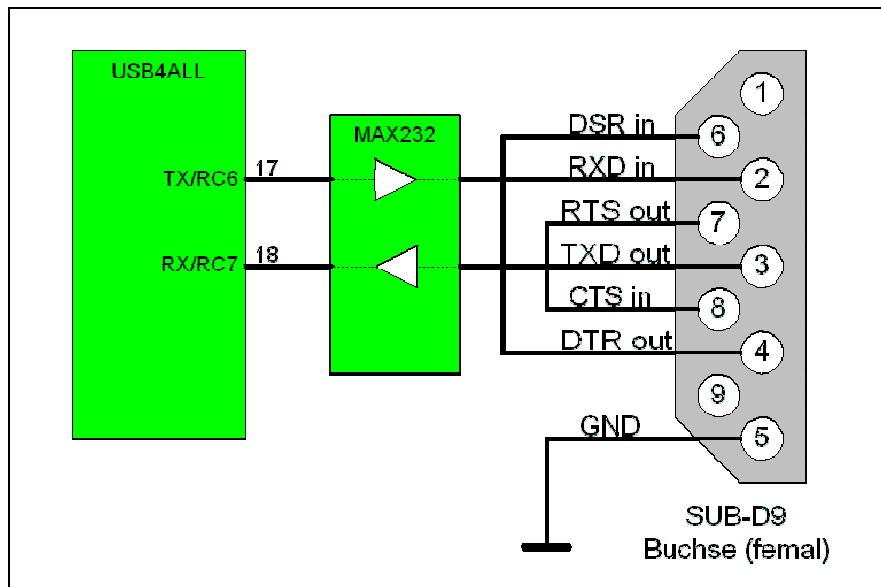 USB4ALL
TX/RC6
17
RX/RC7
18
MAX232
DSR in
RXD in
RTS out
TXD out
CTS in
DTR out
GND
1
6
2
7
3
8
4
9
5
SUB-D9
Buchse (femal)